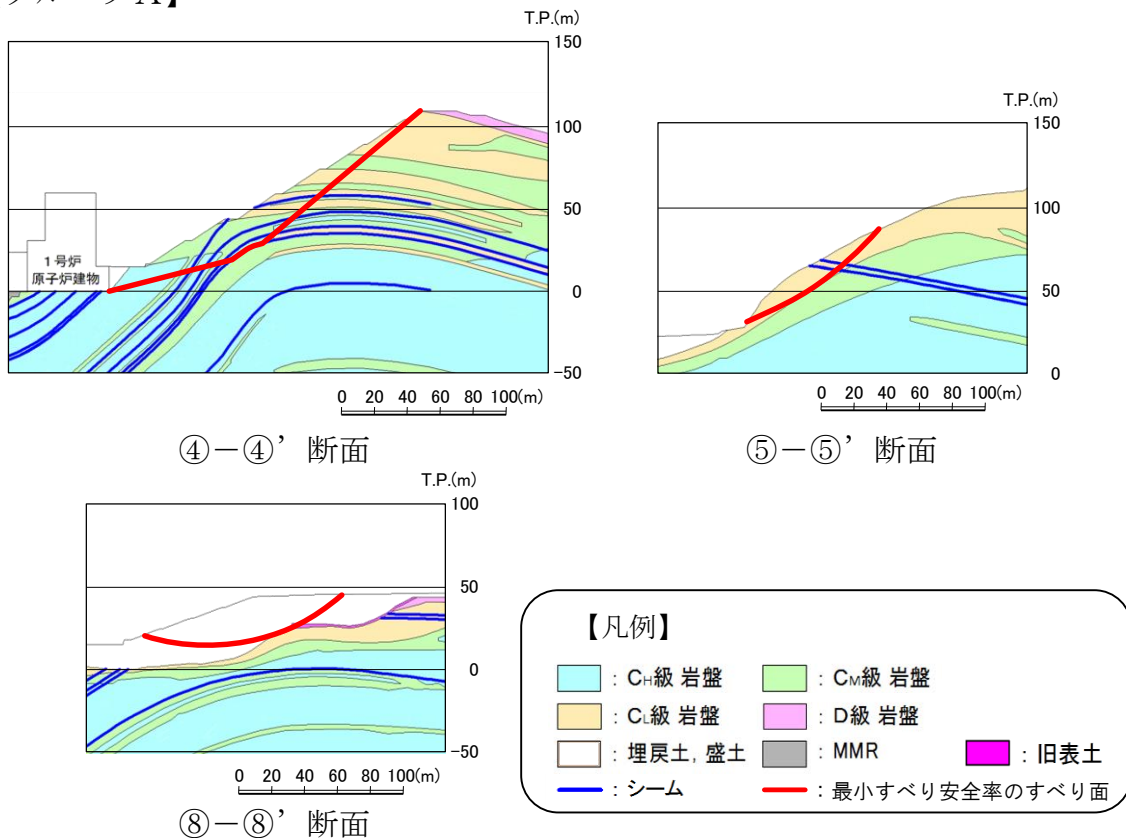 A】
T.P.(m)
150
100
50
0
-50
1号炉
原子炉建物
0 20 40 60 80 100(m)
④－④’断面
T.P.(m)
150
100
50
0
0 20 40 60 80 100(m)
⑤－⑤’断面
T.P.(m)
100
50
0
-50
0 20 40 60 80 100(m)
⑧－⑧’断面
【凡例】
：CH級 岩盤 ：CM級 岩盤
：CL級 岩盤 ：D級 岩盤
：埋戻土, 盛土 ：MMR ：旧表土
：シーム ：最小すべり安全率のすべり面